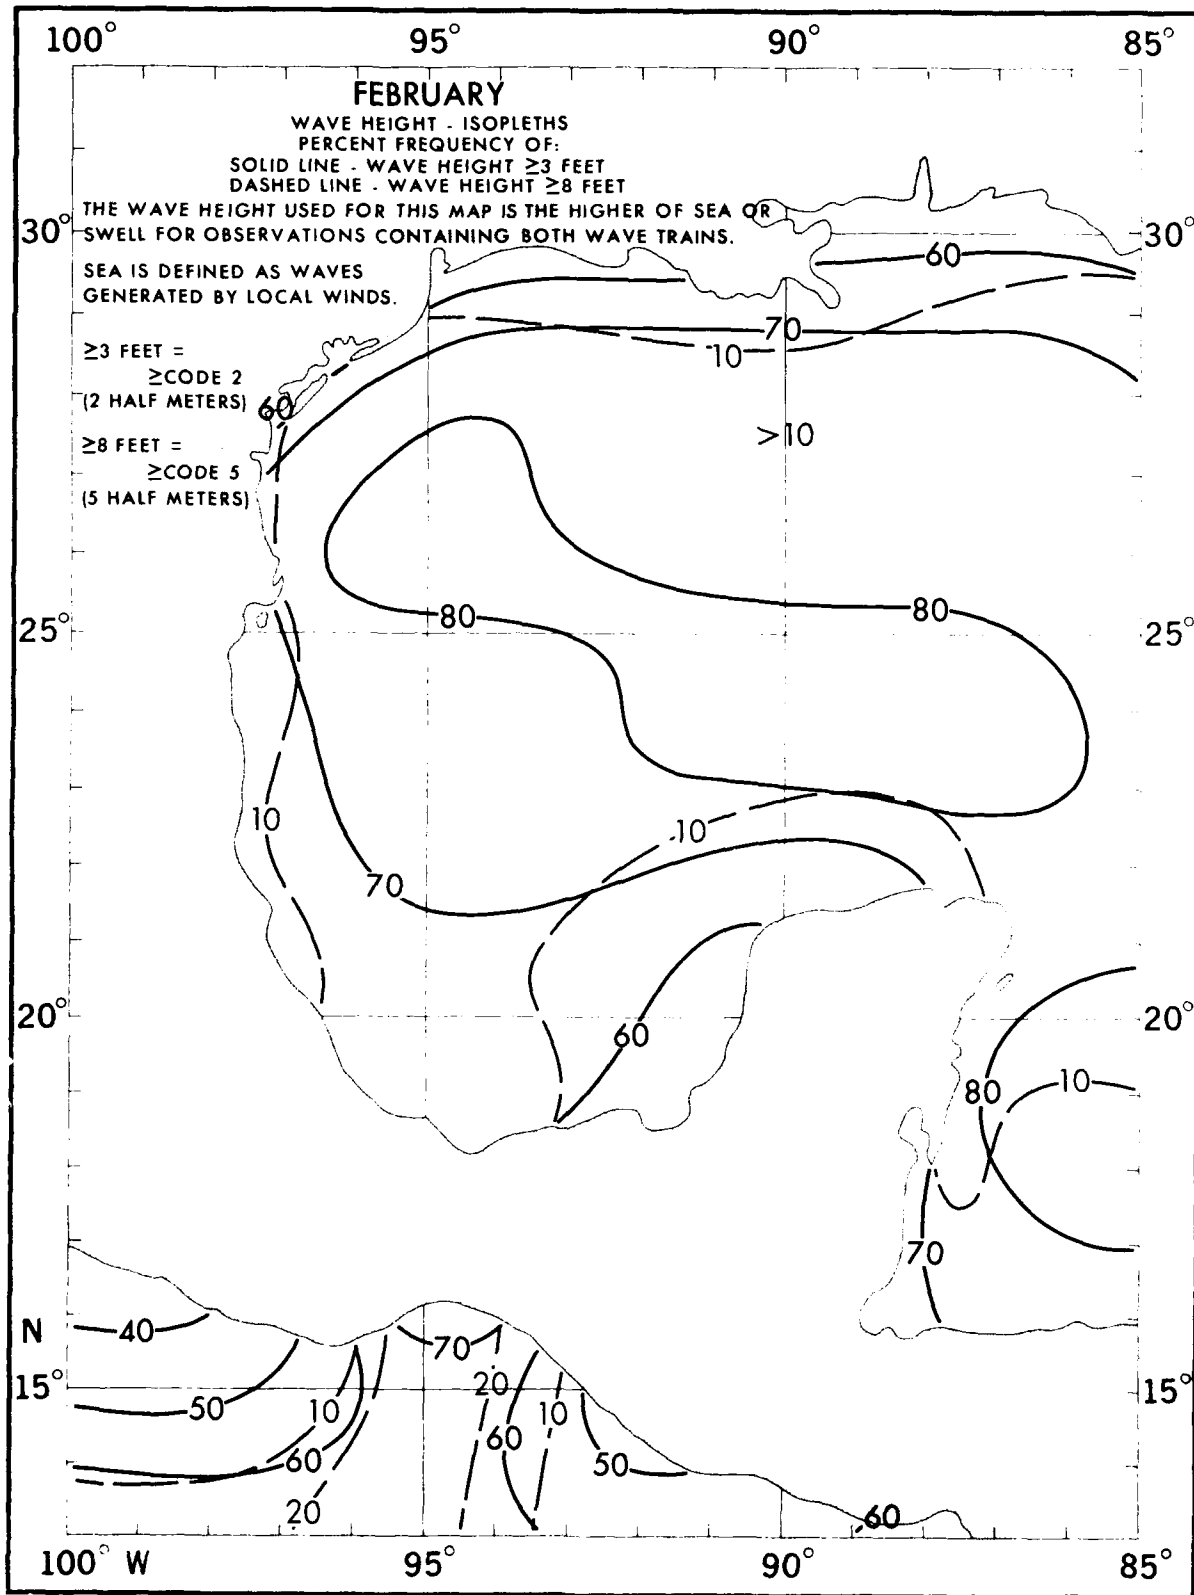 100° 95° 90° 85°
FEBRUARY
WAVE HEIGHT - ISOPLETHS
PERCENT FREQUENCY OF:
SOLID LINE - WAVE HEIGHT ≥3 FEET
DASHED LINE - WAVE HEIGHT ≥8 FEET
THE WAVE HEIGHT USED FOR THIS MAP IS THE HIGHER OF SEA OR
30° SWELL FOR OBSERVATIONS CONTAINING BOTH WAVE TRAINS. 30°
60
SEA IS DEFINED AS WAVES
GENERATED BY LOCAL WINDS.
70
≥3 FEET =
10
≥CODE 2
(2 HALF METERS) 60
>10
≥8 FEET =
≥CODE 5
(5 HALF METERS)
80 80
25° 25°
10 10
70
20° 20°
60
80 10
70
N 40 70
20
15° 15°
50 10 10
60 60 50
20 60
100° W 95° 90° 85°